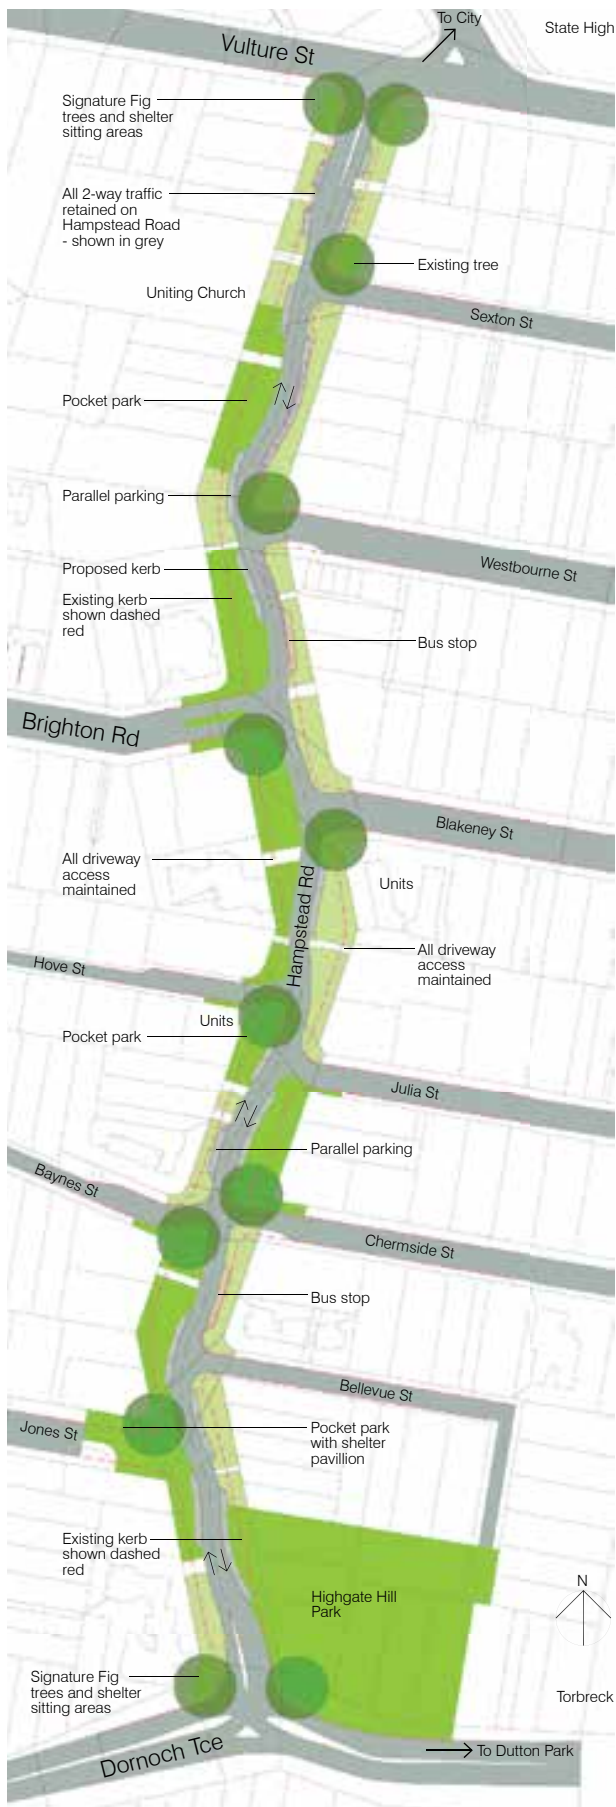 To City
State High
Vulture St
Signature Fig
trees and shelter
sitting areas
All 2-way traffic
retained on
Hampstead Road
- shown in grey
Existing tree
Uniting Church
Sexton St
Pocket park
Parallel parking
Westbourne St
Proposed kerb
Existing kerb
shown dashed
red
Bus stop
Brighton Rd
Blakeney St
All driveway
access
maintained
Units
Hampstead Rd
All driveway
access
maintained
Hove St
Units
Pocket park
Julia St
Parallel parking
Baynes St
Chermside St
Bus stop
Bellevue St
Jones St
Pocket park
with shelter
pavillion
Existing kerb
shown dashed
red
N
Highgate Hill
Park
Signature Fig
trees and shelter
sitting areas
Torbreck
Dornoch Tce
To Dutton Park